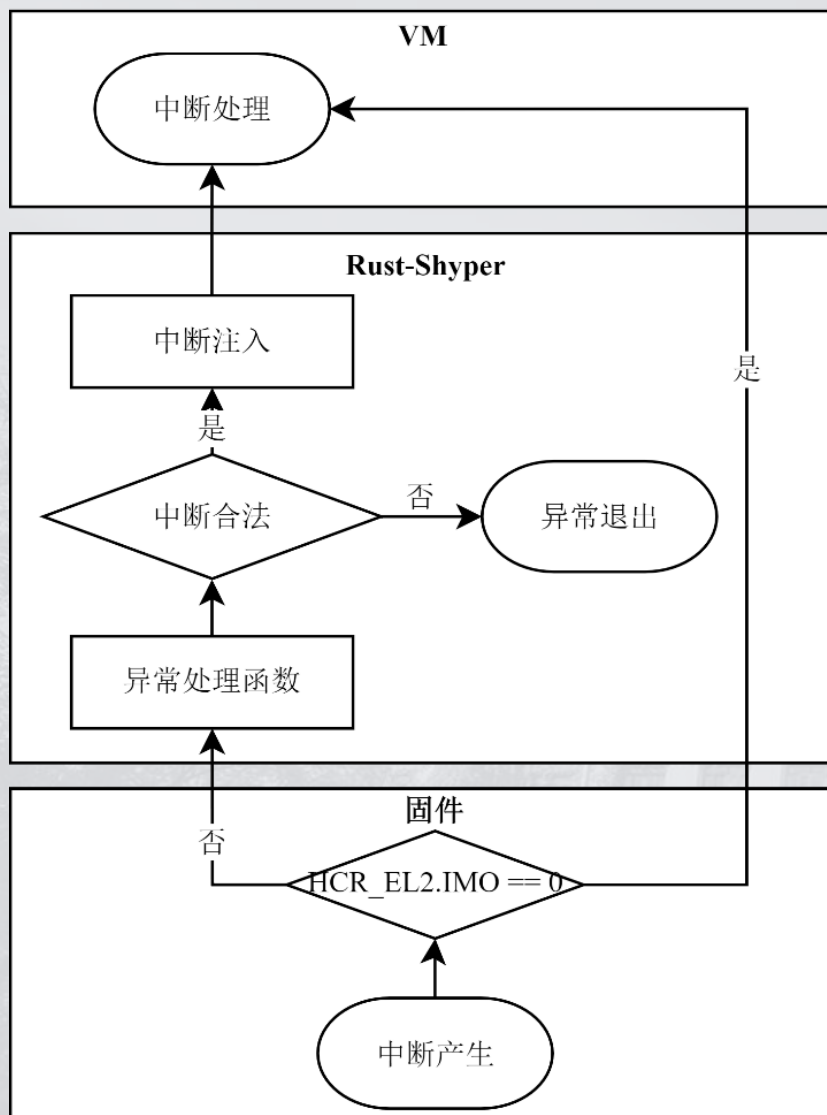 VM
中断处理
Rust-Shyper
中断注入
是
是
中断合法
否
异常退出
异常处理函数
固件
否
HCR_EL2.IMO == 0
中断产生